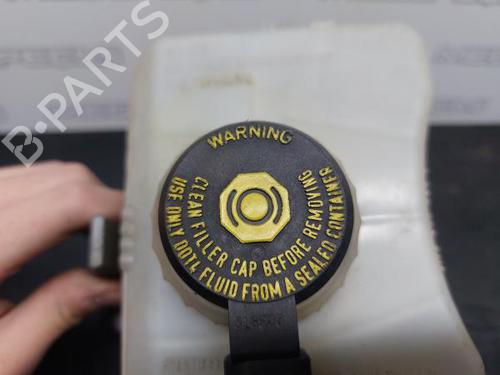 B-PARTS
WARNING
CLEAN FILLER CAP BEFORE REMOVING
USE ONLY DOT4 FLUID FROM A SEALED CONTAINER